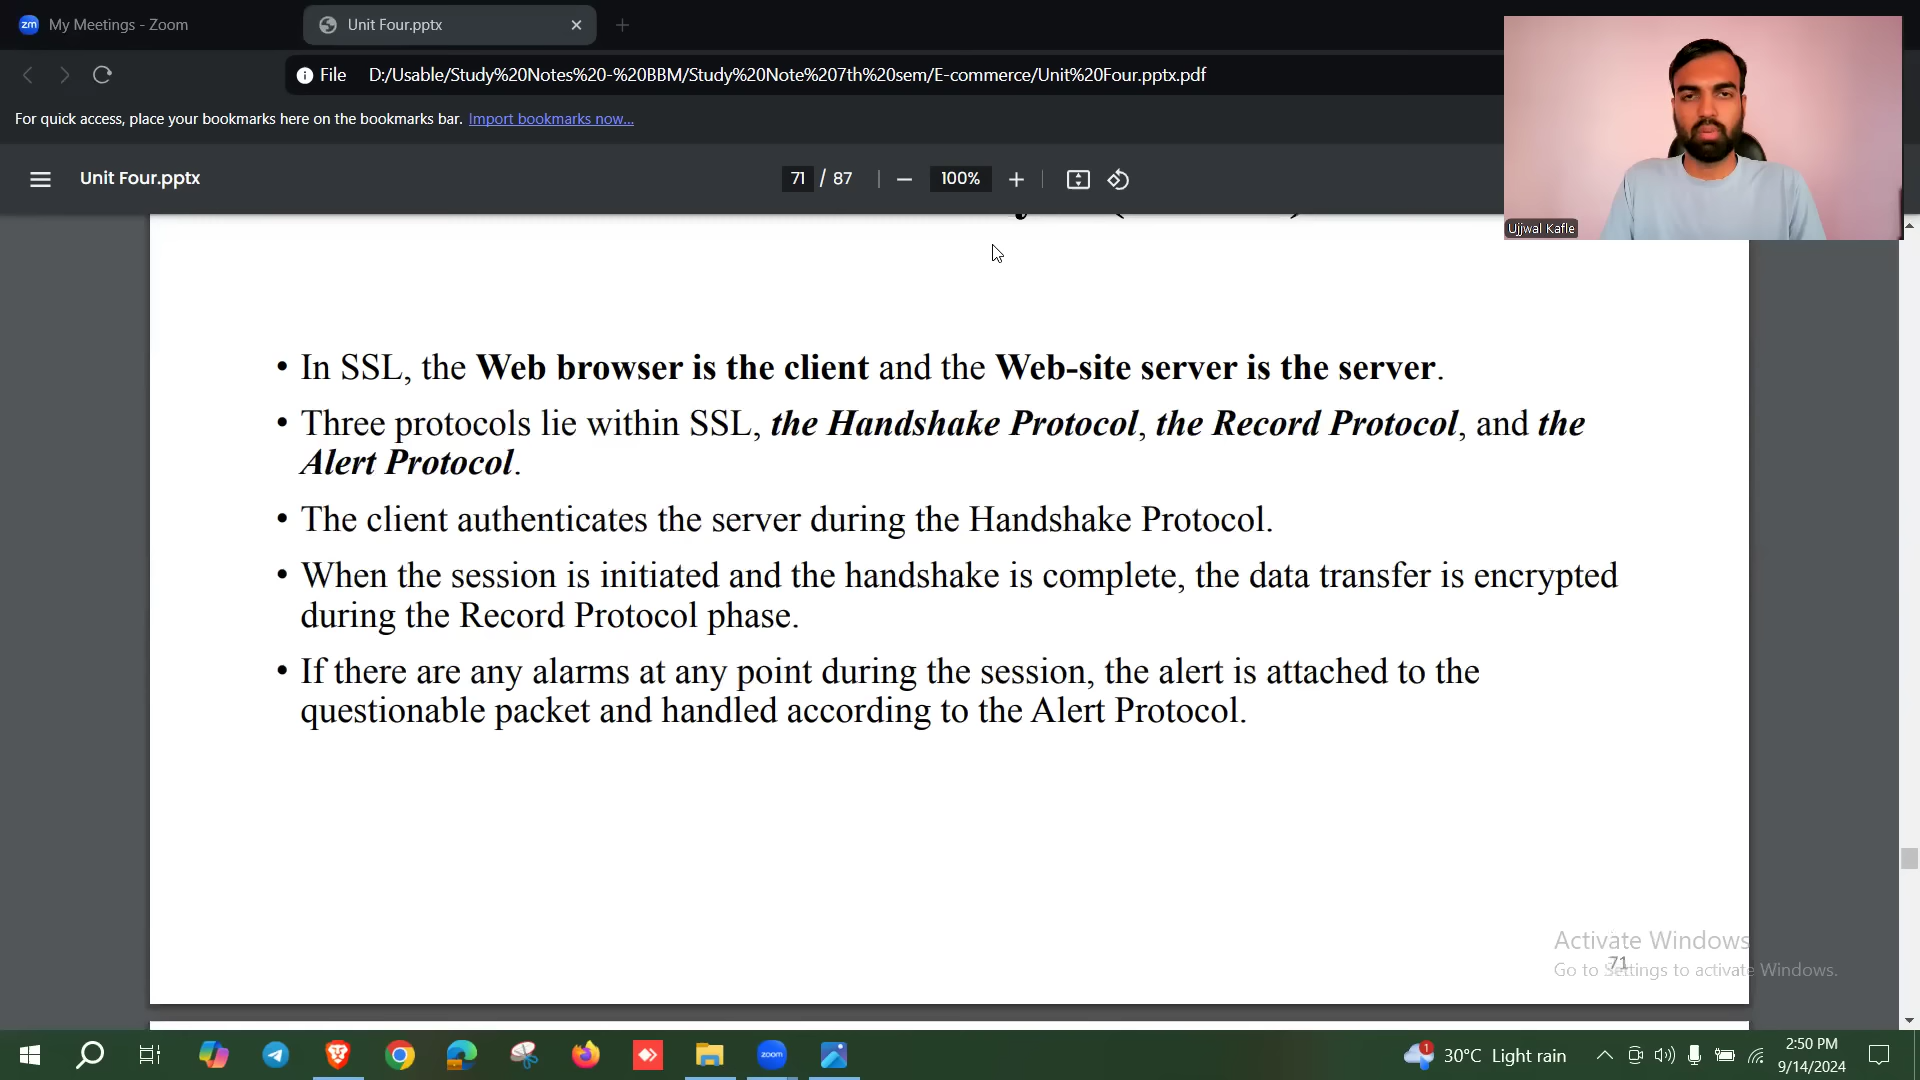 zm My Meetings - Zoom
Unit Four.pptx
File D:/Usable/Study%20Notes%20-%20BBM/Study%20Note%207th%20sem/E-commerce/Unit%20Four.pptx.pdf
For quick access, place your bookmarks here on the bookmarks bar. Import bookmarks now...
Unit Four.pptx
71 / 87
100%
Ujjwal Kafle
• In SSL, the Web browser is the client and the Web-site server is the server.
• Three protocols lie within SSL, the Handshake Protocol, the Record Protocol, and the
Alert Protocol.
• The client authenticates the server during the Handshake Protocol.
• When the session is initiated and the handshake is complete, the data transfer is encrypted
during the Record Protocol phase.
• If there are any alarms at any point during the session, the alert is attached to the
questionable packet and handled according to the Alert Protocol.
71
Activate Windows
Go to Settings to activate Windows.
zoom
1
30°C Light rain
2:50 PM
9/14/2024